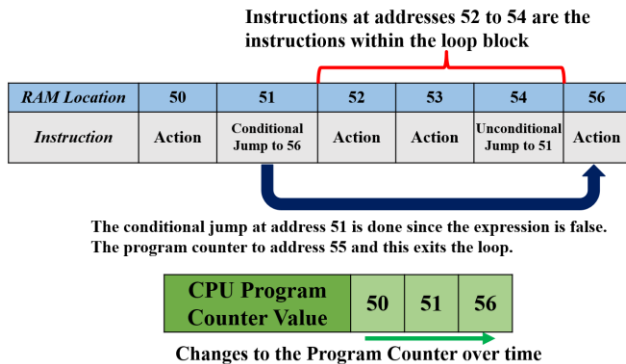 Instructions at addresses 52 to 54 are the
instructions within the loop block
RAM Location 50 51 52 53 54 56
Instruction Action Conditional Jump to 56 Action Action Unconditional Jump to 51 Action
The conditional jump at address 51 is done since the expression is false.
The program counter to address 55 and this exits the loop.
CPU Program Counter Value 50 51 56
Changes to the Program Counter over time